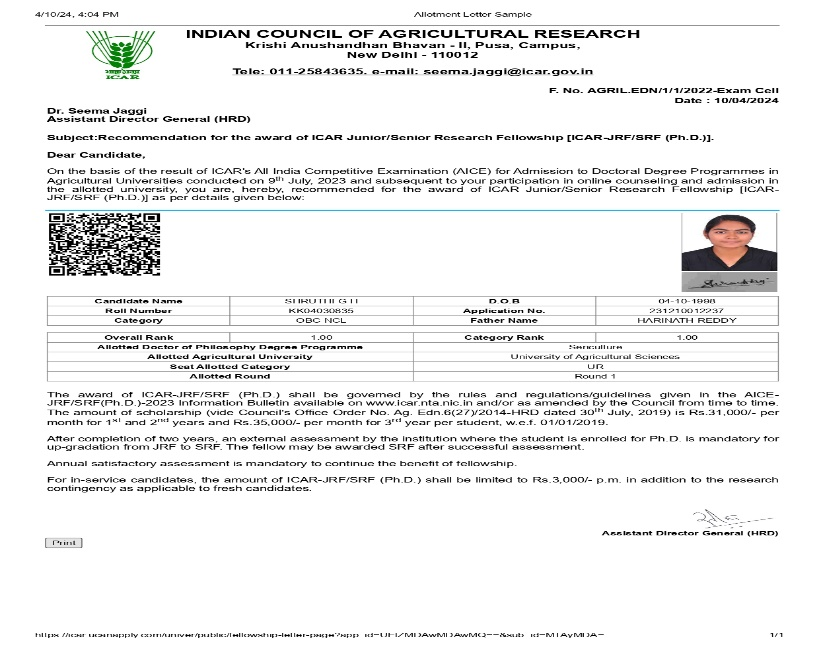 4/10/24, 4:04 PM Allotment Letter Sample
INDIAN COUNCIL OF AGRICULTURAL RESEARCH
Krishi Anushandhan Bhavan - II, Pusa, Campus,
New Delhi - 110012
Tele: 011-25843635. e-mail: seema.jaggi@icar.gov.in
ICAR
F. No. AGRIL.EDN/1/1/2022-Exam Cell
Date : 10/04/2024
Dr. Seema Jaggi
Assistant Director General (HRD)
Subject:Recommendation for the award of ICAR Junior/Senior Research Fellowship [ICAR-JRF/SRF (Ph.D.)].
Dear Candidate,
On the basis of the result of ICAR's All India Competitive Examination (AICE) for Admission to Doctoral Degree Programmes in
Agricultural Universities conducted on 9th July, 2023 and subsequent to your participation in online counseling and admission in
the allotted university, you are, hereby, recommended for the award of ICAR Junior/Senior Research Fellowship [ICAR-
JRF/SRF (Ph.D.)] as per details given below:
Candidate Name SHRUTHI G H D.O.B 04-10-1998
Roll Number KK04030835 Application No. 231210012237
Category OBC-NCL Father Name HARINATH REDDY
Overall Rank 1.00 Category Rank 1.00
Allotted Doctor of Philosophy Degree Programme Sericulture
Allotted Agricultural University University of Agricultural Sciences
Seat Allotted Category UR
Allotted Round Round 1
The award of ICAR-JRF/SRF (Ph.D.) shall be governed by the rules and regulations/guidelines given in the AICE-
JRF/SRF(Ph.D.)-2023 Information Bulletin available on www.icar.nta.nic.in and/or as amended by the Council from time to time.
The amount of scholarship (vide Council's Office Order No. Ag. Edn.6(27)/2014-HRD dated 30th July, 2019) is Rs.31,000/- per
month for 1st and 2nd years and Rs.35,000/- per month for 3rd year per student, w.e.f. 01/01/2019.
After completion of two years, an external assessment by the institution where the student is enrolled for Ph.D. is mandatory for
up-gradation from JRF to SRF. The fellow may be awarded SRF after successful assessment.
Annual satisfactory assessment is mandatory to continue the benefit of fellowship.
For in-service candidates, the amount of ICAR-JRF/SRF (Ph.D.) shall be limited to Rs.3,000/- p.m. in addition to the research
contingency as applicable to fresh candidates.
Assistant Director General (HRD)
Print
1/1